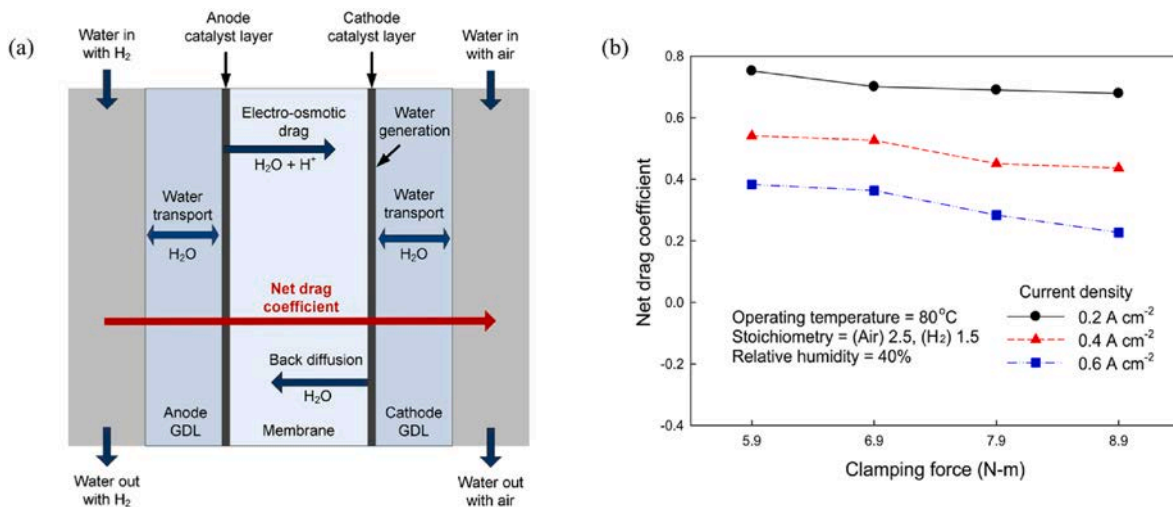 (a)
Anode
catalyst layer
Cathode
catalyst layer
Water in
with H₂
Water in
with air
Electro-osmotic
drag
H₂O + H⁺
Water
generation
Water
transport
H₂O
Water
transport
H₂O
Net drag
coefficient
Back diffusion
H₂O
Anode
GDL
Membrane
Cathode
GDL
Water out
with H₂
Water out
with air
(b)
Net drag coefficient
0.8
0.6
0.4
0.2
0.0
-0.2
-0.4
Operating temperature = 80°C
Stoichiometry = (Air) 2.5, (H₂) 1.5
Relative humidity = 40%
Current density
0.2 A cm⁻²
0.4 A cm⁻²
0.6 A cm⁻²
5.9 6.9 7.9 8.9
Clamping force (N-m)